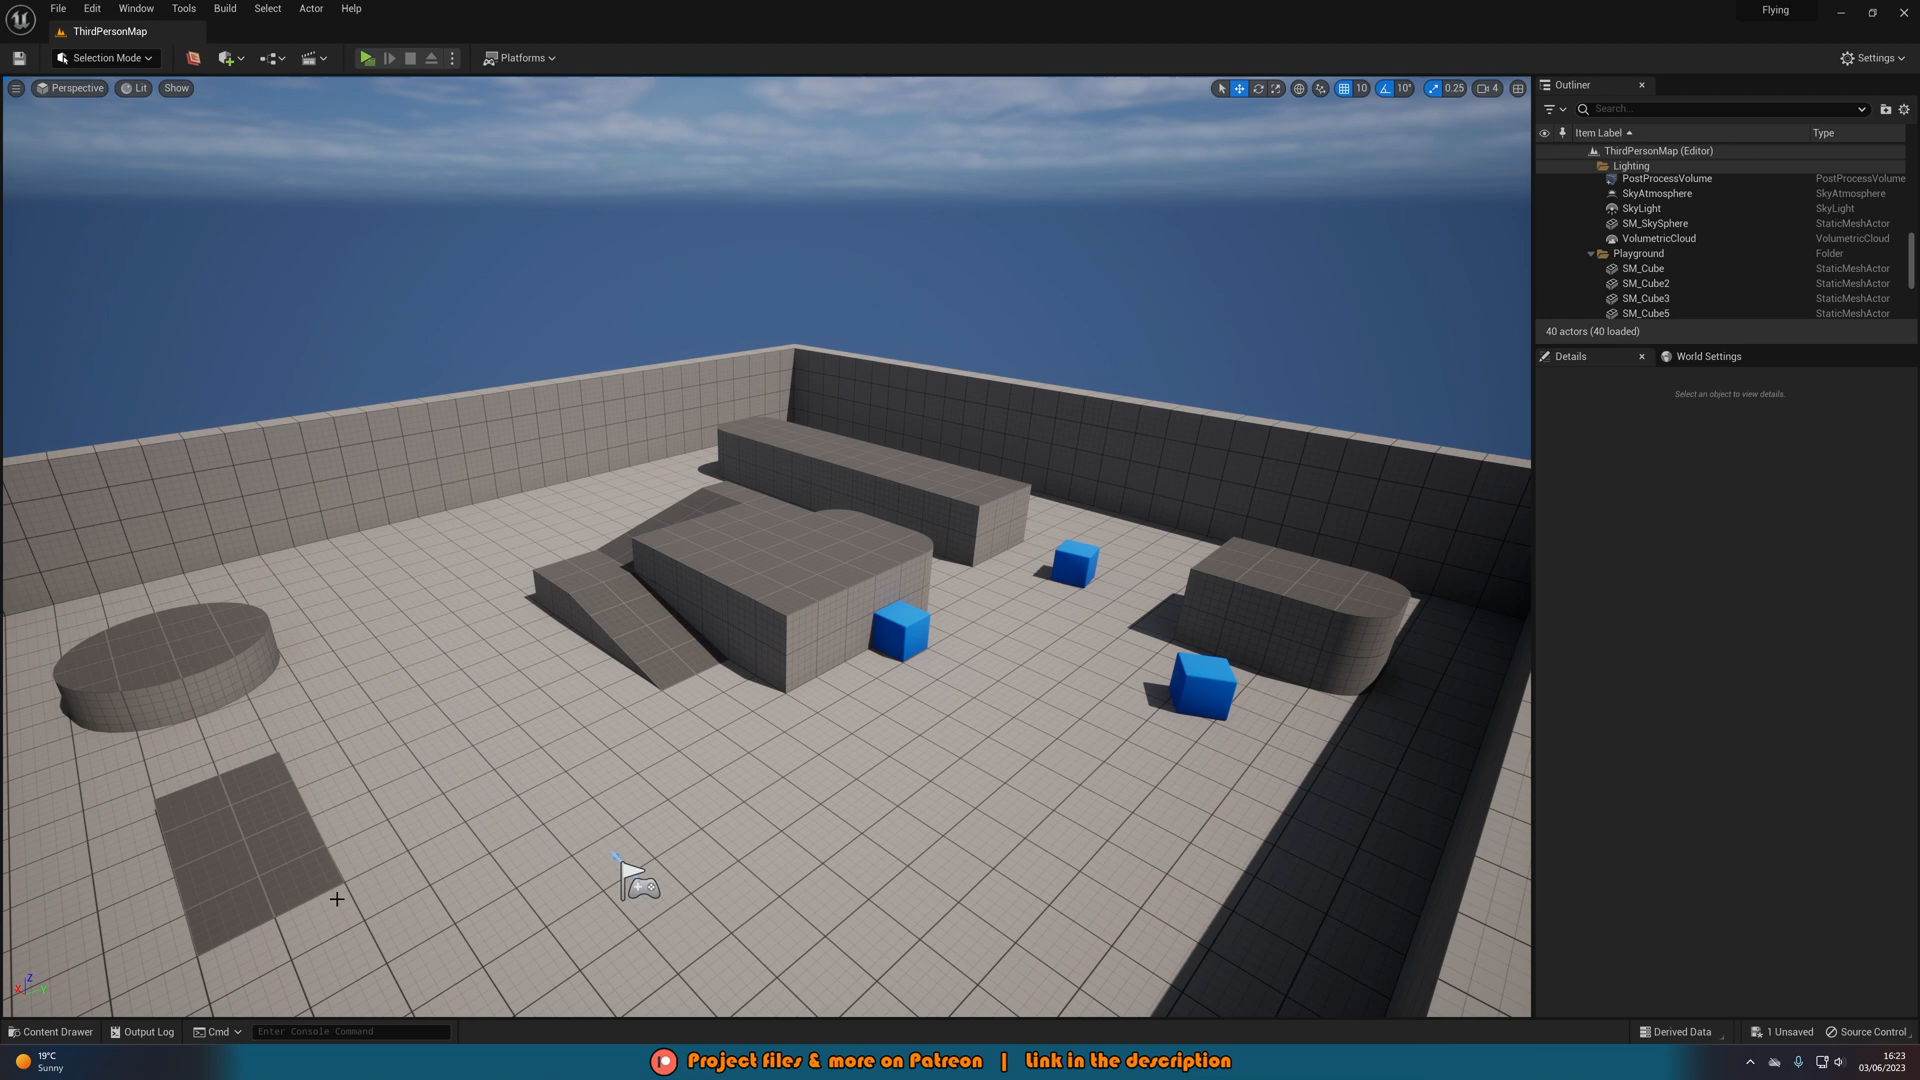 File Edit Window Tools Build Select Actor Help Flying
ThirdPersonMap
Selection Mode Platforms Settings
Perspective Lit Show 10 10° 0.25 4
Outliner
Search...
Item Label Type
ThirdPersonMap (Editor)
Lighting
PostProcessVolume PostProcessVolume
SkyAtmosphere SkyAtmosphere
SkyLight SkyLight
SM_SkySphere StaticMeshActor
VolumetricCloud VolumetricCloud
Playground Folder
SM_Cube StaticMeshActor
SM_Cube2 StaticMeshActor
SM_Cube3 StaticMeshActor
SM_Cube5 StaticMeshActor
40 actors (40 loaded)
Details World Settings
Select an object to view details.
Z
X Y
Content Drawer Output Log Cmd Enter Console Command Derived Data 1 Unsaved Source Control
19°C
Sunny
Project files & more on Patreon | Link in the description
16:23
03/06/2023